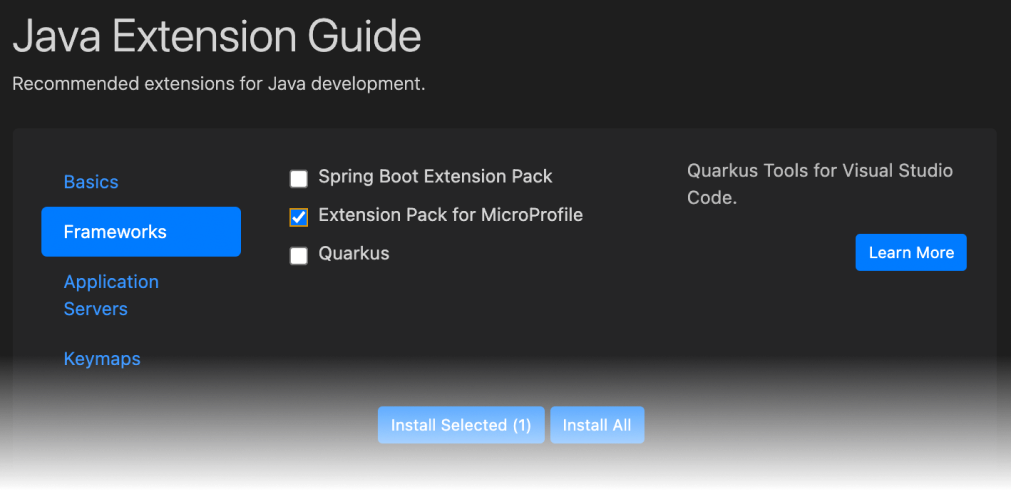 Java Extension Guide
Recommended extensions for Java development.
Basics
Frameworks
Application
Servers
Keymaps
Spring Boot Extension Pack
Extension Pack for MicroProfile
Quarkus
Quarkus Tools for Visual Studio
Code.
Learn More
Install Selected (1)
Install All